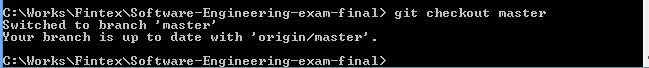 C:\Works\Fintex\Software-Engineering-exam-final> git checkout master
Switched to branch 'master'
Your branch is up to date with 'origin/master'.
C:\Works\Fintex\Software-Engineering-exam-final>